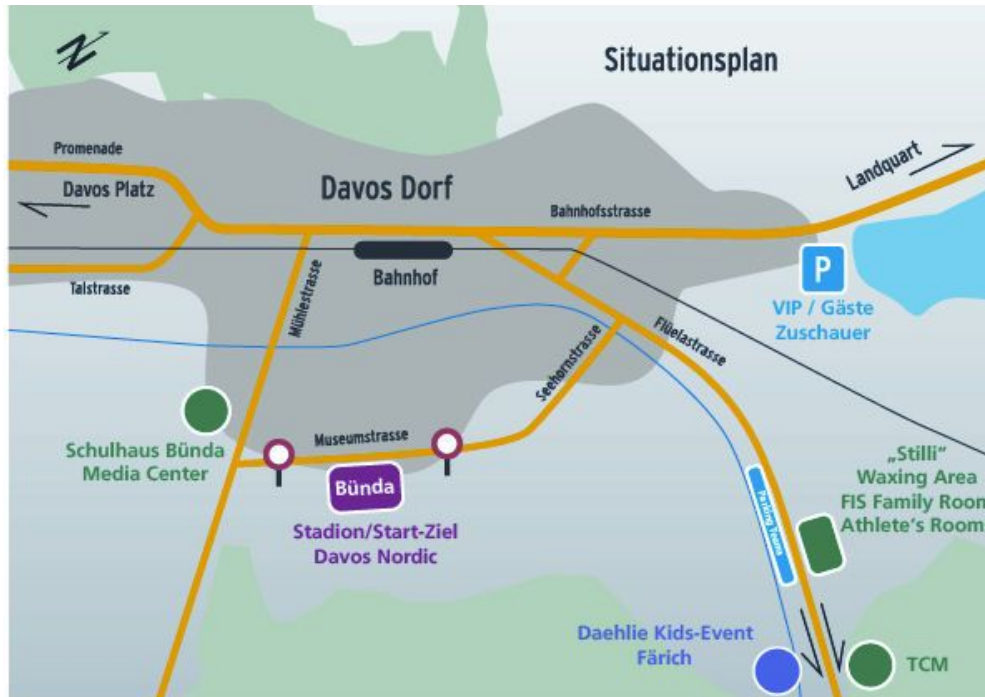 N
Situationsplan
Promenade
Davos Platz
Davos Dorf
Bahnhofsstrasse
Landquart
Talstrasse
Bahnhof
Mühlestrasse
P
VIP / Gäste
Zuschauer
Flüelastrasse
Seehornstrasse
Museumstrasse
Schulhaus Bünda
Media Center
Bünda
Stadion/Start-Ziel
Davos Nordic
Parking Teams
„Stilli"
Waxing Area
FIS Family Room
Athlete's Room
Daehlie Kids-Event
Färich
TCM